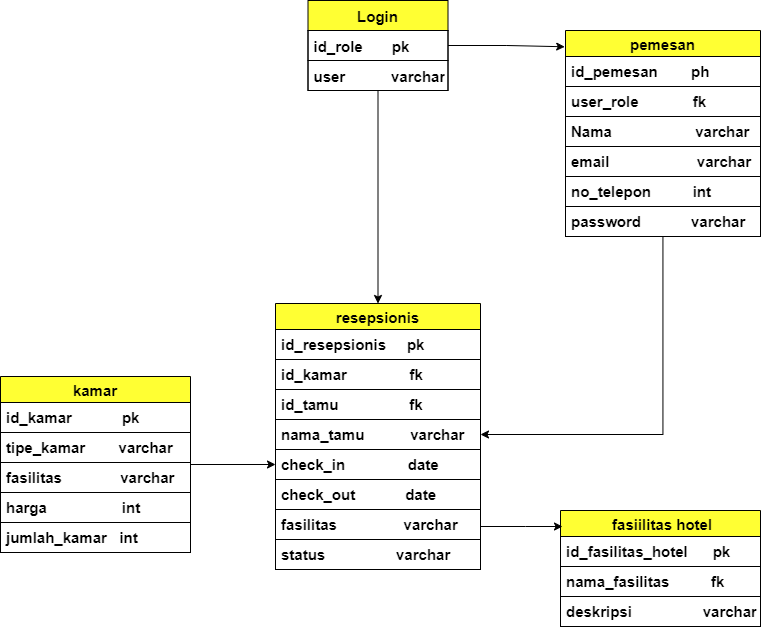 Login
id_role pk
user varchar
pemesan
id_pemesan ph
user_role fk
Nama varchar
email varchar
no_telepon int
password varchar
resepsionis
id_resepsionis pk
id_kamar fk
id_tamu fk
nama_tamu varchar
check_in date
check_out date
fasilitas varchar
status varchar
kamar
id_kamar pk
tipe_kamar varchar
fasilitas varchar
harga int
jumlah_kamar int
fasiilitas hotel
id_fasilitas_hotel pk
nama_fasilitas fk
deskripsi varchar